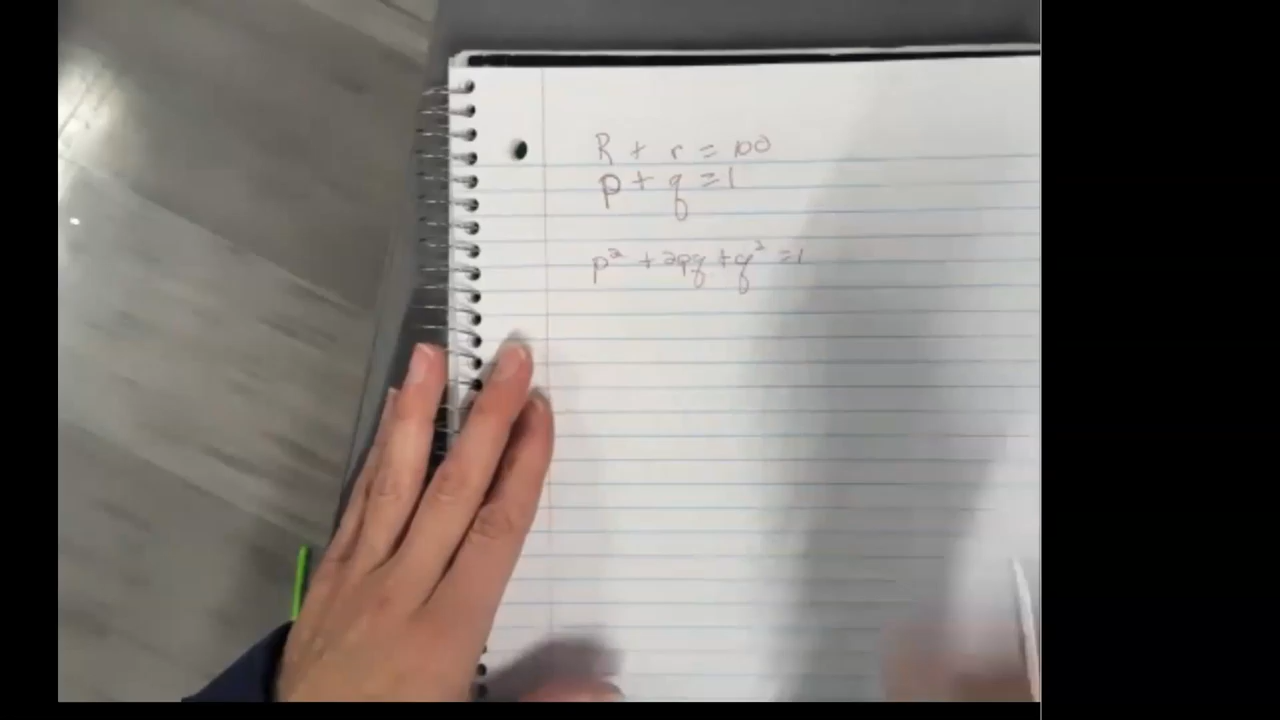 R + r = 100
p + q = 1
p² + 2pq + q² = 1